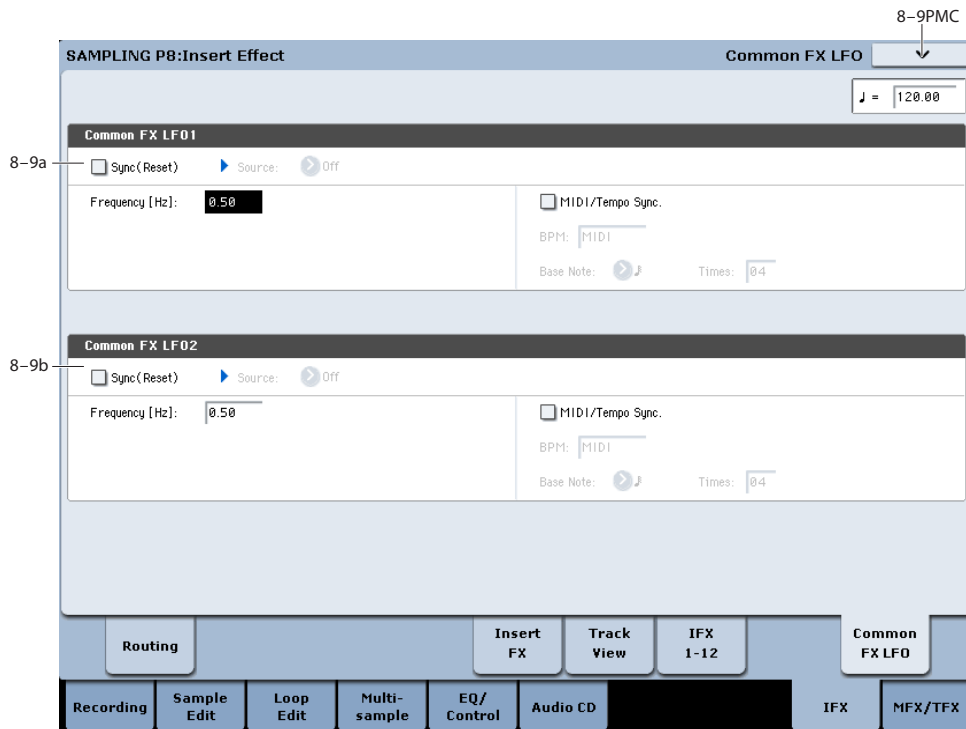 8-9PMC
SAMPLING P8:Insert Effect
Common FX LFO
♩ = 120.00
Common FX LFO1
8-9a
Sync(Reset) Source: Off
Frequency [Hz]: 0.50
MIDI/Tempo Sync.
BPM: MIDI
Base Note: ♩ Times: 04
Common FX LFO2
8-9b
Sync(Reset) Source: Off
Frequency [Hz]: 0.50
MIDI/Tempo Sync.
BPM: MIDI
Base Note: ♩ Times: 04
Routing
Insert
FX
Track
View
IFX
1-12
Common
FX LFO
Recording
Sample
Edit
Loop
Edit
Multi-
sample
EQ/
Control
Audio CD
IFX
MFX/TFX